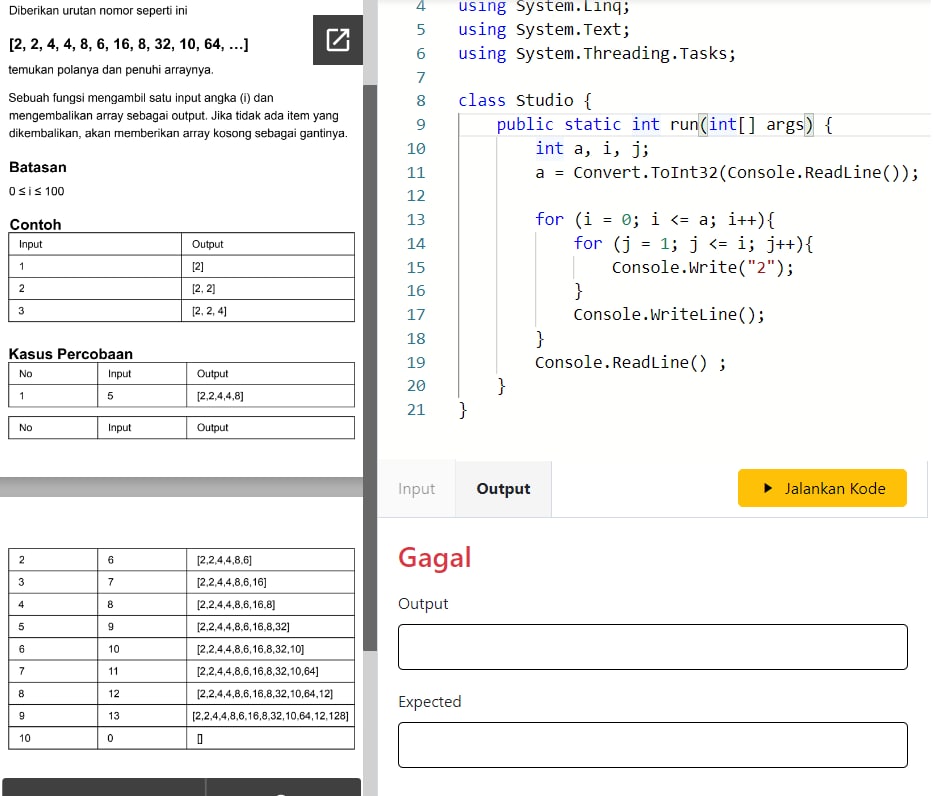 Diberikan urutan nomor seperti ini
[2, 2, 4, 4, 8, 6, 16, 8, 32, 10, 64, ...]
temukan polanya dan penuhi arraynya.
Sebuah fungsi mengambil satu input angka (i) dan
mengembalikan array sebagai output. Jika tidak ada item yang
dikembalikan, akan memberikan array kosong sebagai gantinya.
Batasan
0 ≤ i ≤ 100
Contoh
Input Output
1 [2]
2 [2, 2]
3 [2, 2, 4]
Kasus Percobaan
No Input Output
1 5 [2,2,4,4,8]
No Input Output
2 6 [2,2,4,4,8,6]
3 7 [2,2,4,4,8,6,16]
4 8 [2,2,4,4,8,6,16,8]
5 9 [2,2,4,4,8,6,16,8,32]
6 10 [2,2,4,4,8,6,16,8,32,10]
7 11 [2,2,4,4,8,6,16,8,32,10,64]
8 12 [2,2,4,4,8,6,16,8,32,10,64,12]
9 13 [2,2,4,4,8,6,16,8,32,10,64,12,128]
10 0 []
4 using System.Linq;
5 using System.Text;
6 using System.Threading.Tasks;
7
8 class Studio {
9 public static int run(int[] args) {
10 int a, i, j;
11 a = Convert.ToInt32(Console.ReadLine());
12
13 for (i = 0; i <= a; i++){
14 for (j = 1; j <= i; j++){
15 Console.Write("2");
16 }
17 Console.WriteLine();
18 }
19 Console.ReadLine() ;
20 }
21 }
Input Output Jalankan Kode
Gagal
Output
Expected